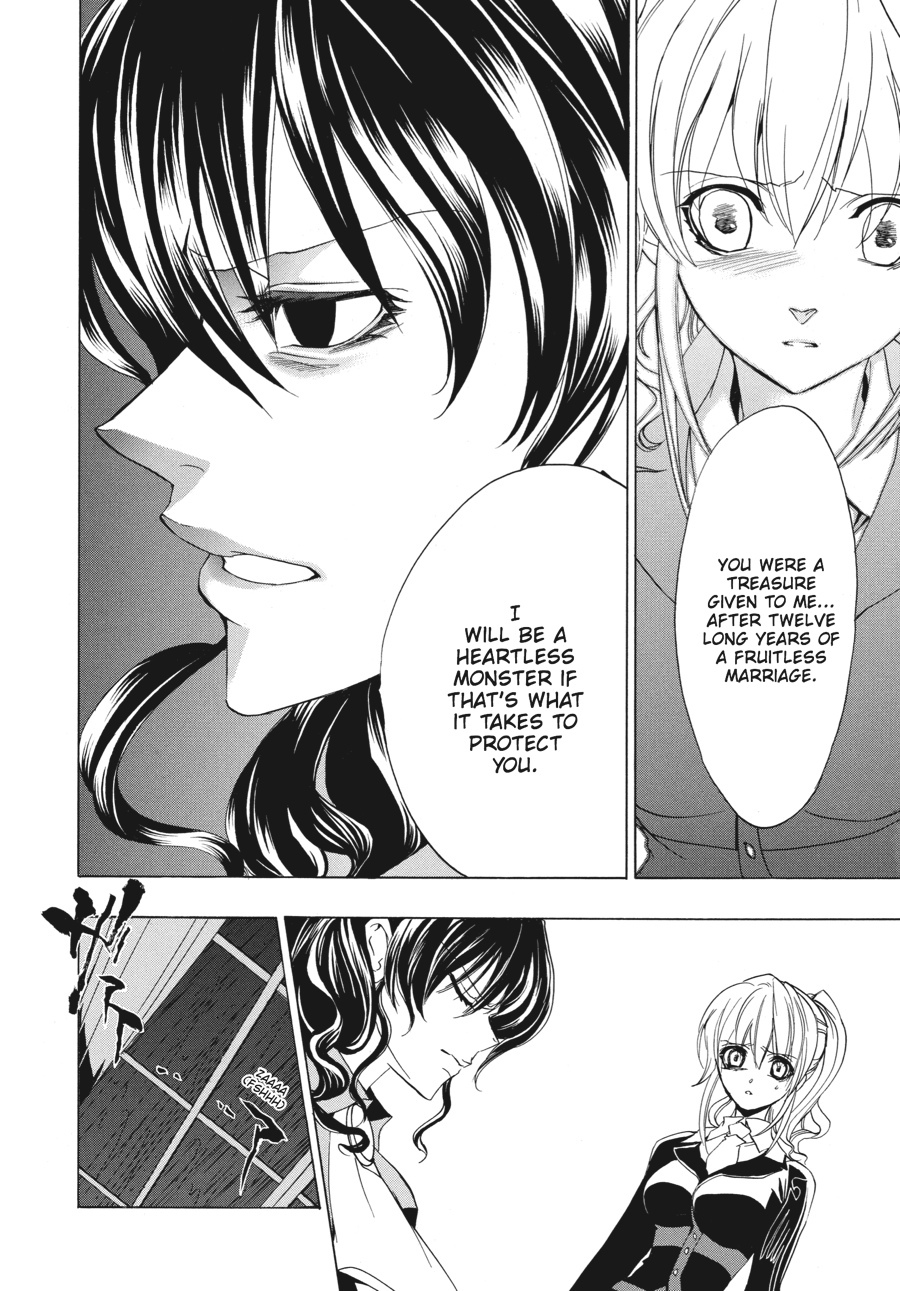 YOU WERE A
TREASURE
GIVEN TO ME...
AFTER TWELVE
LONG YEARS OF
A FRUITLESS
MARRIAGE.
I
WILL BE A
HEARTLESS
MONSTER IF
THAT'S WHAT
IT TAKES TO
PROTECT
YOU.
ZAAAA
(FSHHH)